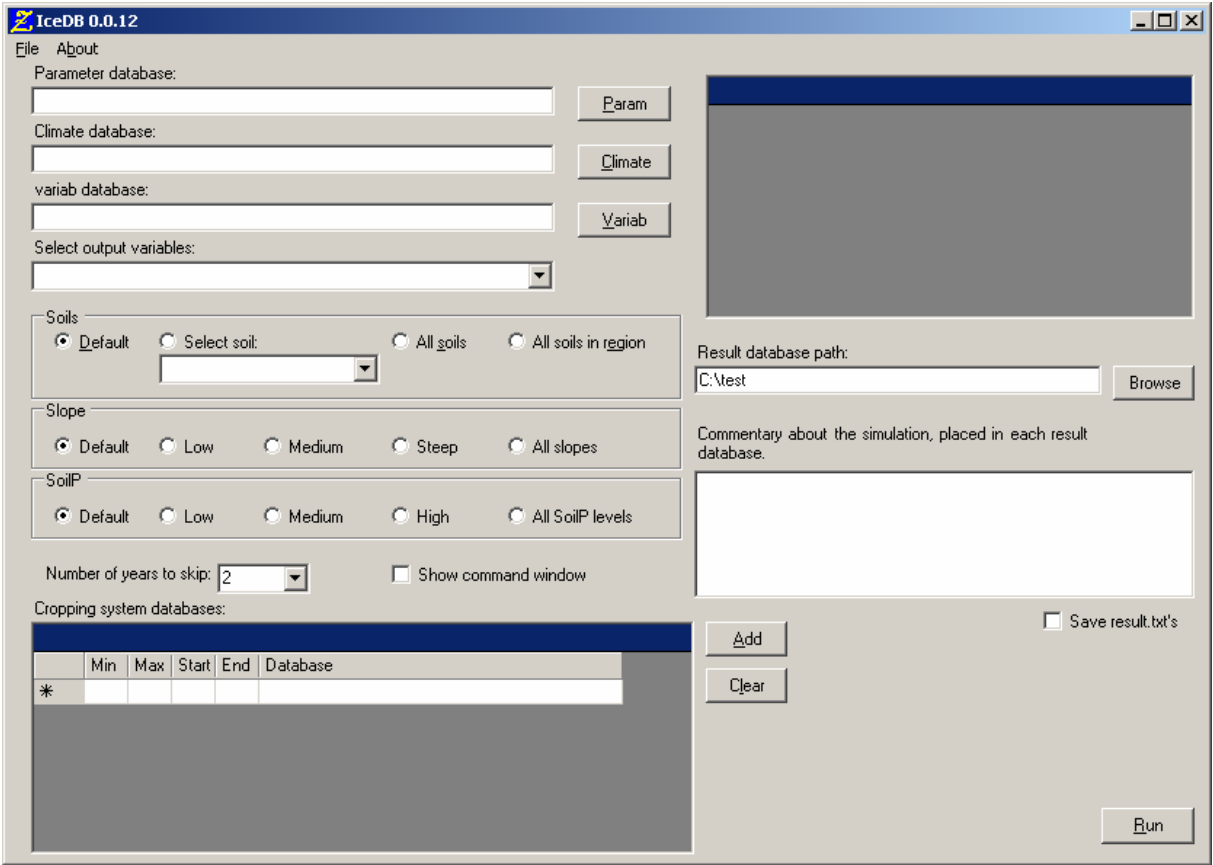 IceDB 0.0.12
File About
Parameter database:
Param
Climate database:
Climate
variab database:
Variab
Select output variables:
Soils
Default Select soil: All soils All soils in region
Slope
Default Low Medium Steep All slopes
SoilP
Default Low Medium High All SoilP levels
Number of years to skip: 2 Show command window
Cropping system databases:
Min Max Start End Database
Result database path:
C:\test Browse
Commentary about the simulation, placed in each result
database.
Save result.txt's
Add
Clear
Run